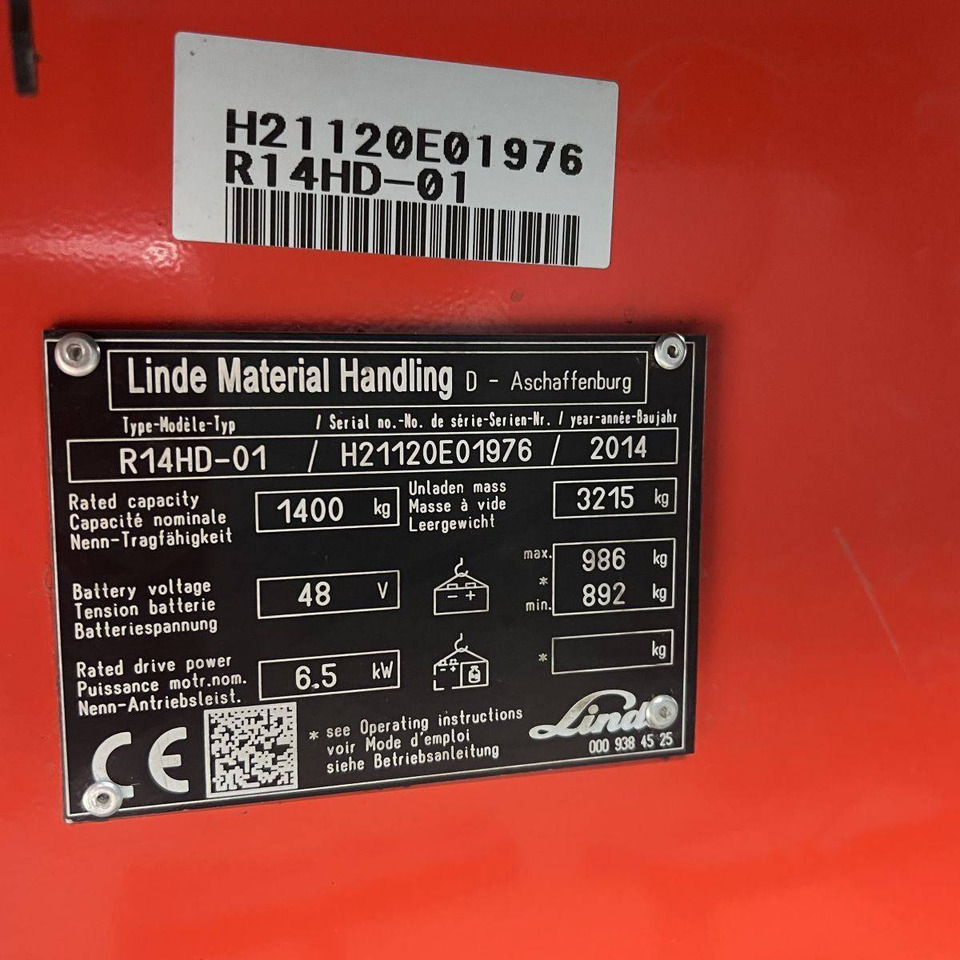 H21120E01976
R14HD-01
Linde Material Handling D - Aschaffenburg
Type-Modèle-Typ / Serial no.-No. de série-Serien-Nr. / year-année-Baujahr
R14HD-01 / H21120E01976 / 2014
Rated capacity
Capacité nominale
Nenn-Tragfähigkeit
1400 kg
Unladen mass
Masse à vide
Leergewicht
3215 kg
Battery voltage
Tension batterie
Batteriespannung
48 V
- +
max. 986 kg
*
min. 892 kg
Rated drive power
Puissance motr.nom.
Nenn-Antriebsleist.
6.5 kW
- +
* kg
CE
* see Operating instructions
voir Mode d'emploi
siehe Betriebsanleitung
Linde
000 938 45 25